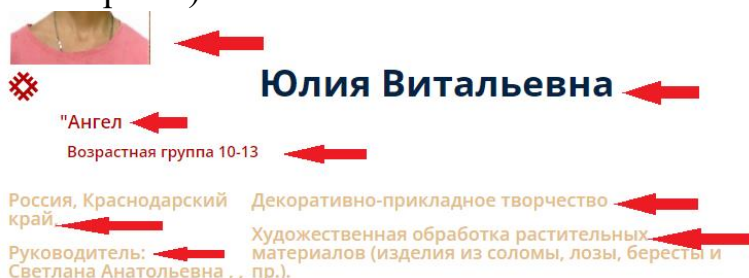 Юлия Витальевна
"Ангел
Возрастная группа 10-13
Россия, Краснодарский край,
Декоративно-прикладное творчество
Художественная обработка растительных материалов (изделия из соломы, лозы, бересты и пр.).
Руководитель:
Светлана Анатольевна . .